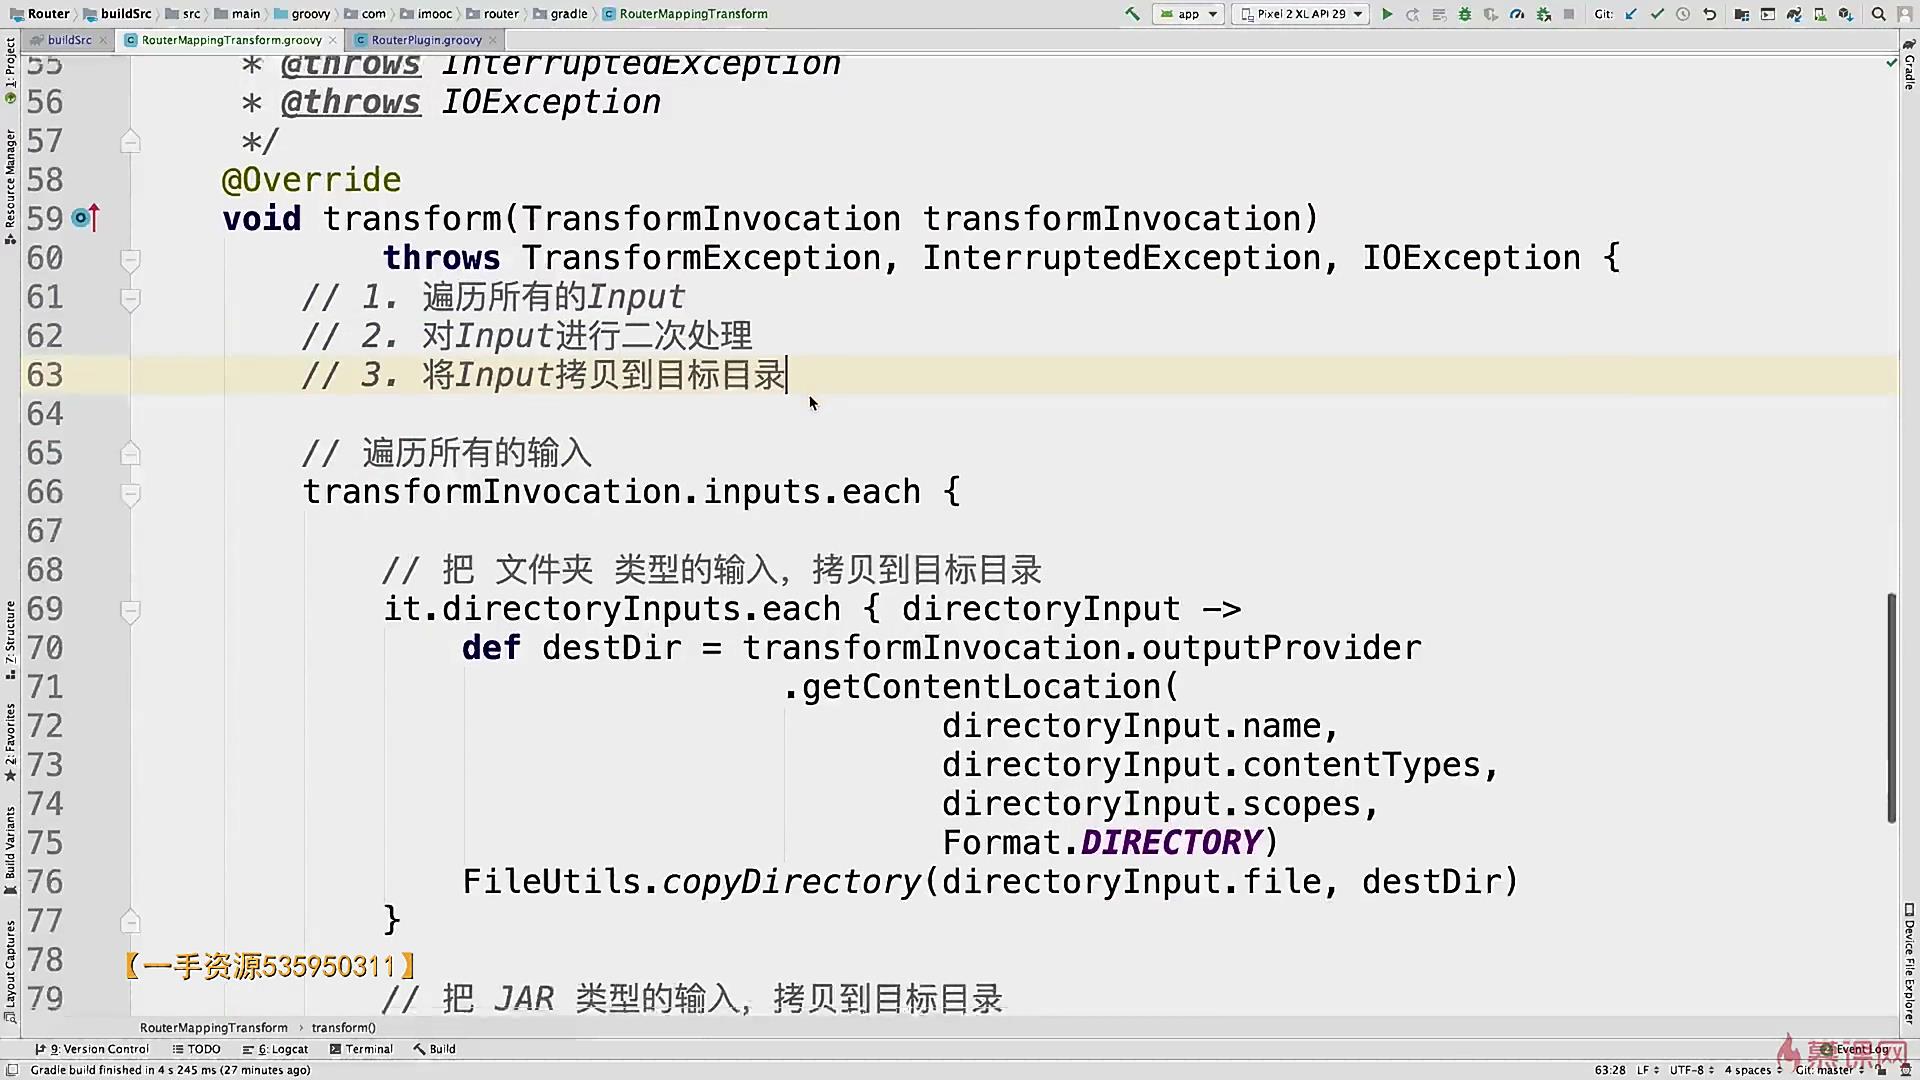 Router buildSrc src main groovy com imooc router gradle RouterMappingTransform app Pixel 2 XL API 29 Git:
buildSrc RouterMappingTransform.groovy RouterPlugin.groovy
1: Project
Resource Manager
7: Structure
2: Favorites
Build Variants
Layout Captures
Gradle
Device File Explorer
55 * @throws InterruptedException
56 * @throws IOException
57 */
58 @Override
59 void transform(TransformInvocation transformInvocation)
60 throws TransformException, InterruptedException, IOException {
61 // 1. 遍历所有的Input
62 // 2. 对Input进行二次处理
63 // 3. 将Input拷贝到目标目录
64
65 // 遍历所有的输入
66 transformInvocation.inputs.each {
67
68 // 把 文件夹 类型的输入，拷贝到目标目录
69 it.directoryInputs.each { directoryInput ->
70 def destDir = transformInvocation.outputProvider
71 .getContentLocation(
72 directoryInput.name,
73 directoryInput.contentTypes,
74 directoryInput.scopes,
75 Format.DIRECTORY)
76 FileUtils.copyDirectory(directoryInput.file, destDir)
77 }
78
【一手资源535950311】
79 // 把 JAR 类型的输入，拷贝到目标目录
RouterMappingTransform › transform()
9: Version Control TODO 6: Logcat Terminal Build Event Log
慕课网
Gradle build finished in 4 s 245 ms (27 minutes ago) 63:28 LF UTF-8 4 spaces Git: master